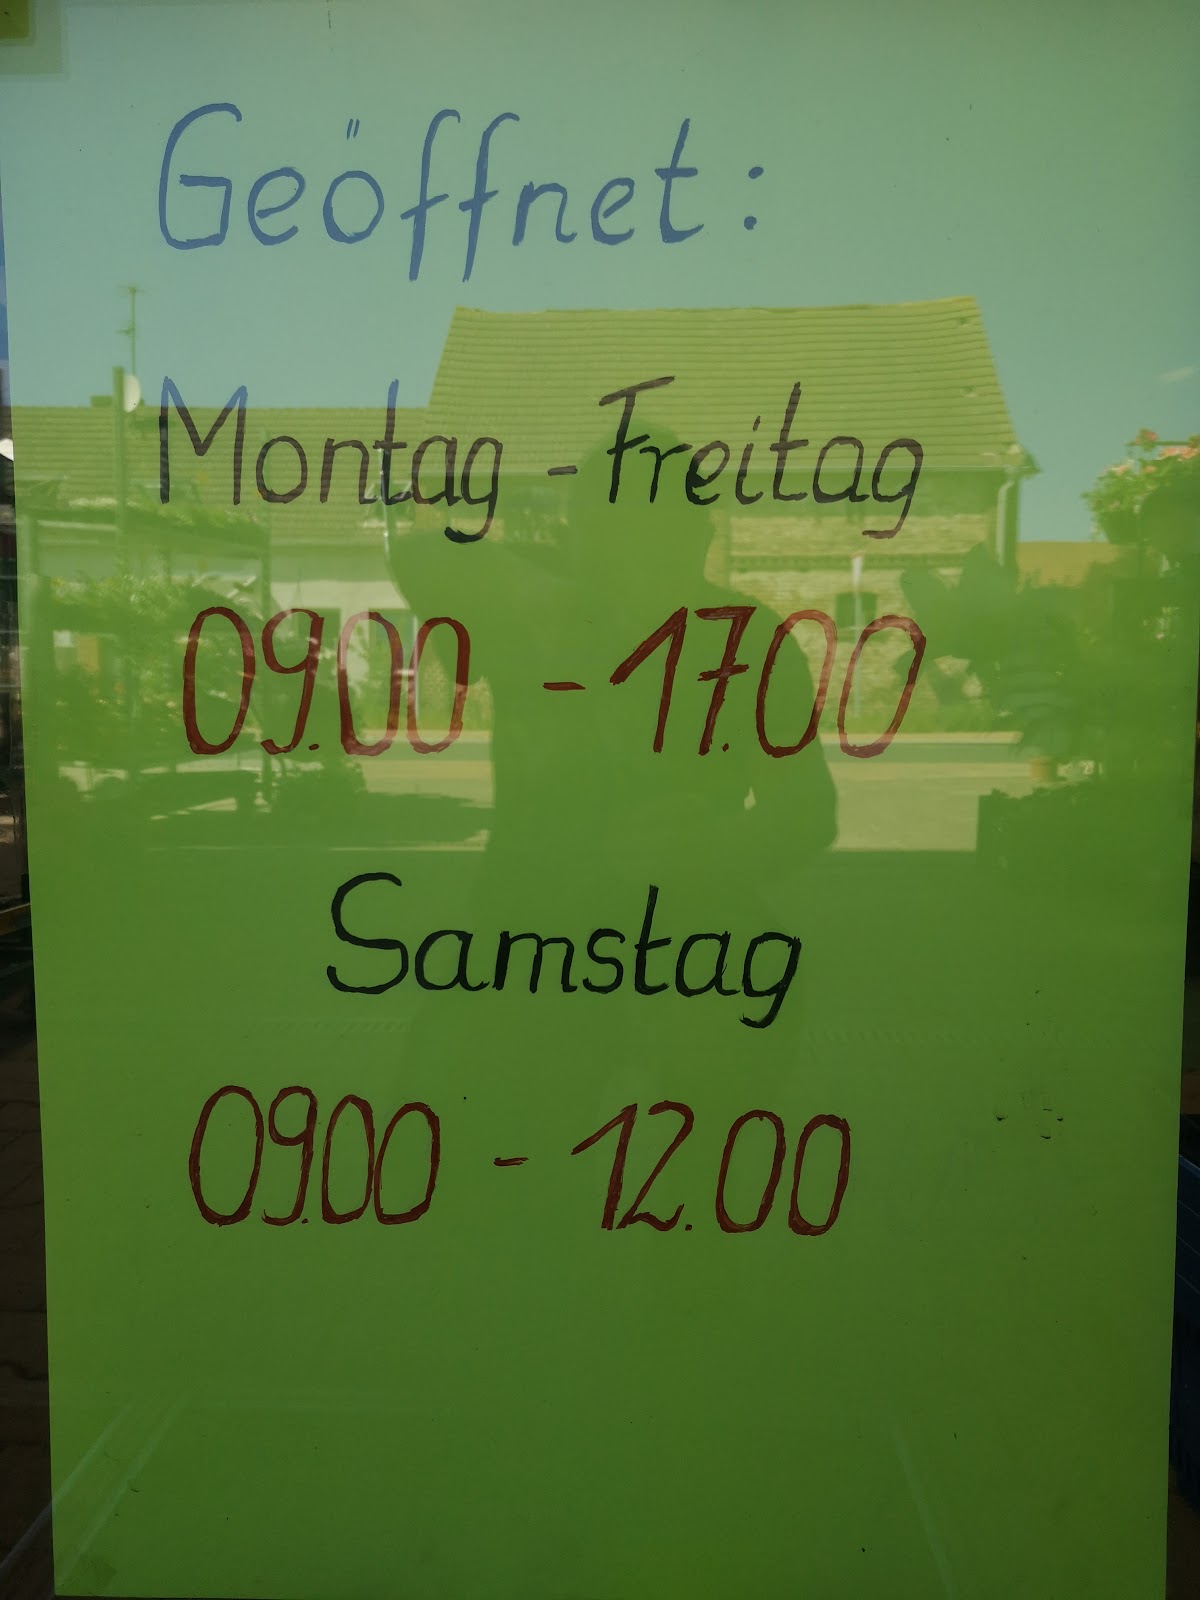 Geöffnet:
Montag - Freitag
09.00 - 17.00
Samstag
09.00 - 12.00